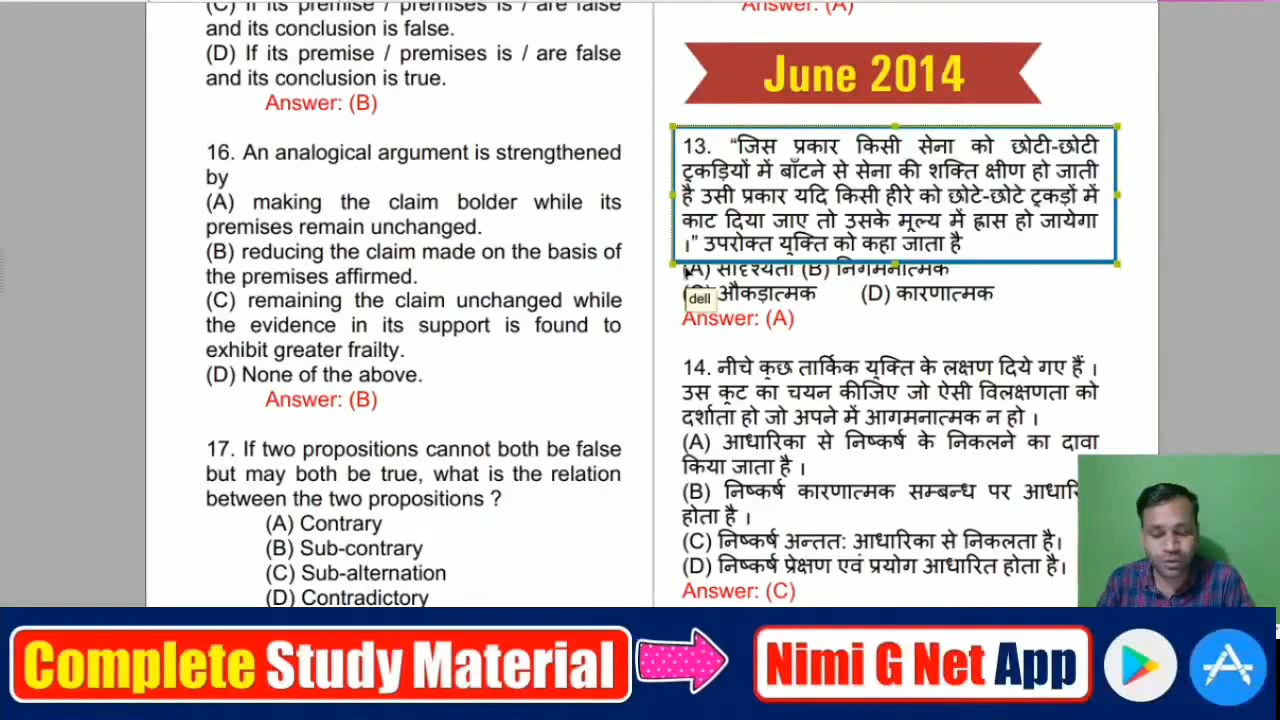 (C) If its premise / premises is / are false
and its conclusion is false.
(D) If its premise / premises is / are false
and its conclusion is true.
Answer: (B)
16. An analogical argument is strengthened
by
(A) making the claim bolder while its
premises remain unchanged.
(B) reducing the claim made on the basis of
the premises affirmed.
(C) remaining the claim unchanged while
the evidence in its support is found to
exhibit greater frailty.
(D) None of the above.
Answer: (B)
17. If two propositions cannot both be false
but may both be true, what is the relation
between the two propositions ?
(A) Contrary
(B) Sub-contrary
(C) Sub-alternation
(D) Contradictory
Answer: (A)
June 2014
13. “जिस प्रकार किसी सेना को छोटी-छोटी
टुकड़ियों में बाँटने से सेना की शक्ति क्षीण हो जाती
है उसी प्रकार यदि किसी हीरे को छोटे-छोटे टुकड़ों में
काट दिया जाए तो उसके मूल्य में ह्रास हो जायेगा
।” उपरोक्त युक्ति को कहा जाता है
(A) सादृश्यता (B) निगमनात्मक
औकड़ात्मक (D) कारणात्मक
dell
Answer: (A)
14. नीचे कुछ तार्किक युक्ति के लक्षण दिये गए हैं ।
उस कूट का चयन कीजिए जो ऐसी विलक्षणता को
दर्शाता हो जो अपने में आगमनात्मक न हो ।
(A) आधारिका से निष्कर्ष के निकलने का दावा
किया जाता है ।
(B) निष्कर्ष कारणात्मक सम्बन्ध पर
होता है ।
(C) निष्कर्ष अन्तत: आधारिका से निकलता है।
(D) निष्कर्ष प्रेक्षण एवं प्रयोग आधारित होता है।
Answer: (C)
Complete Study Material
Nimi G Net App